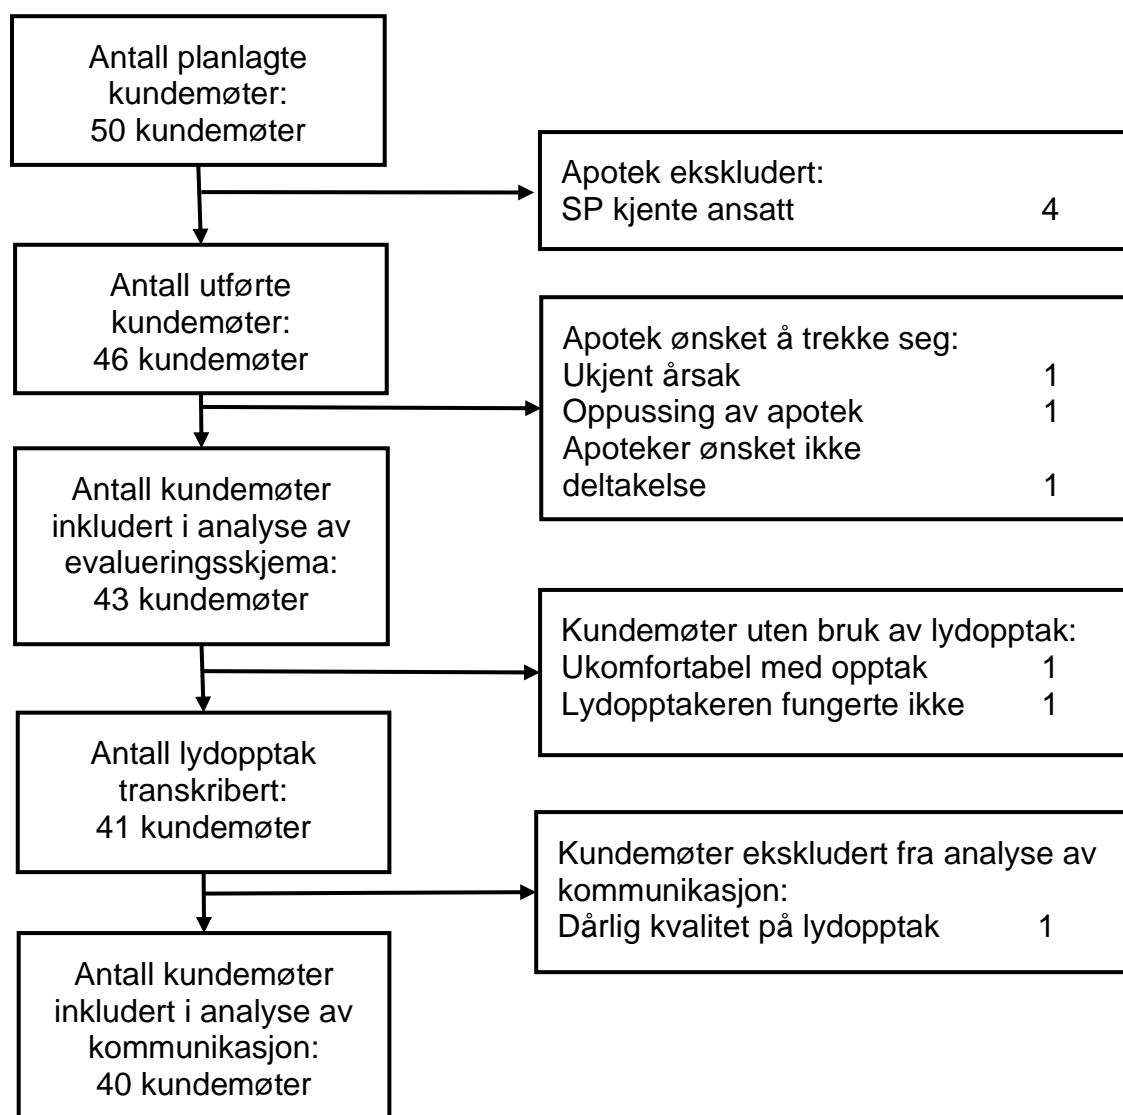 Antall planlagte
kundemøter:
50 kundemøter
Apotek ekskludert:
SP kjente ansatt 4
Antall utførte
kundemøter:
46 kundemøter
Apotek ønsket å trekke seg:
Ukjent årsak 1
Oppussing av apotek 1
Apoteker ønsket ikke
deltakelse 1
Antall kundemøter
inkludert i analyse av
evalueringsskjema:
43 kundemøter
Kundemøter uten bruk av lydopptak:
Ukomfortabel med opptak 1
Lydopptakeren fungerte ikke 1
Antall lydopptak
transkribert:
41 kundemøter
Kundemøter ekskludert fra analyse av
kommunikasjon:
Dårlig kvalitet på lydopptak 1
Antall kundemøter
inkludert i analyse av
kommunikasjon:
40 kundemøter